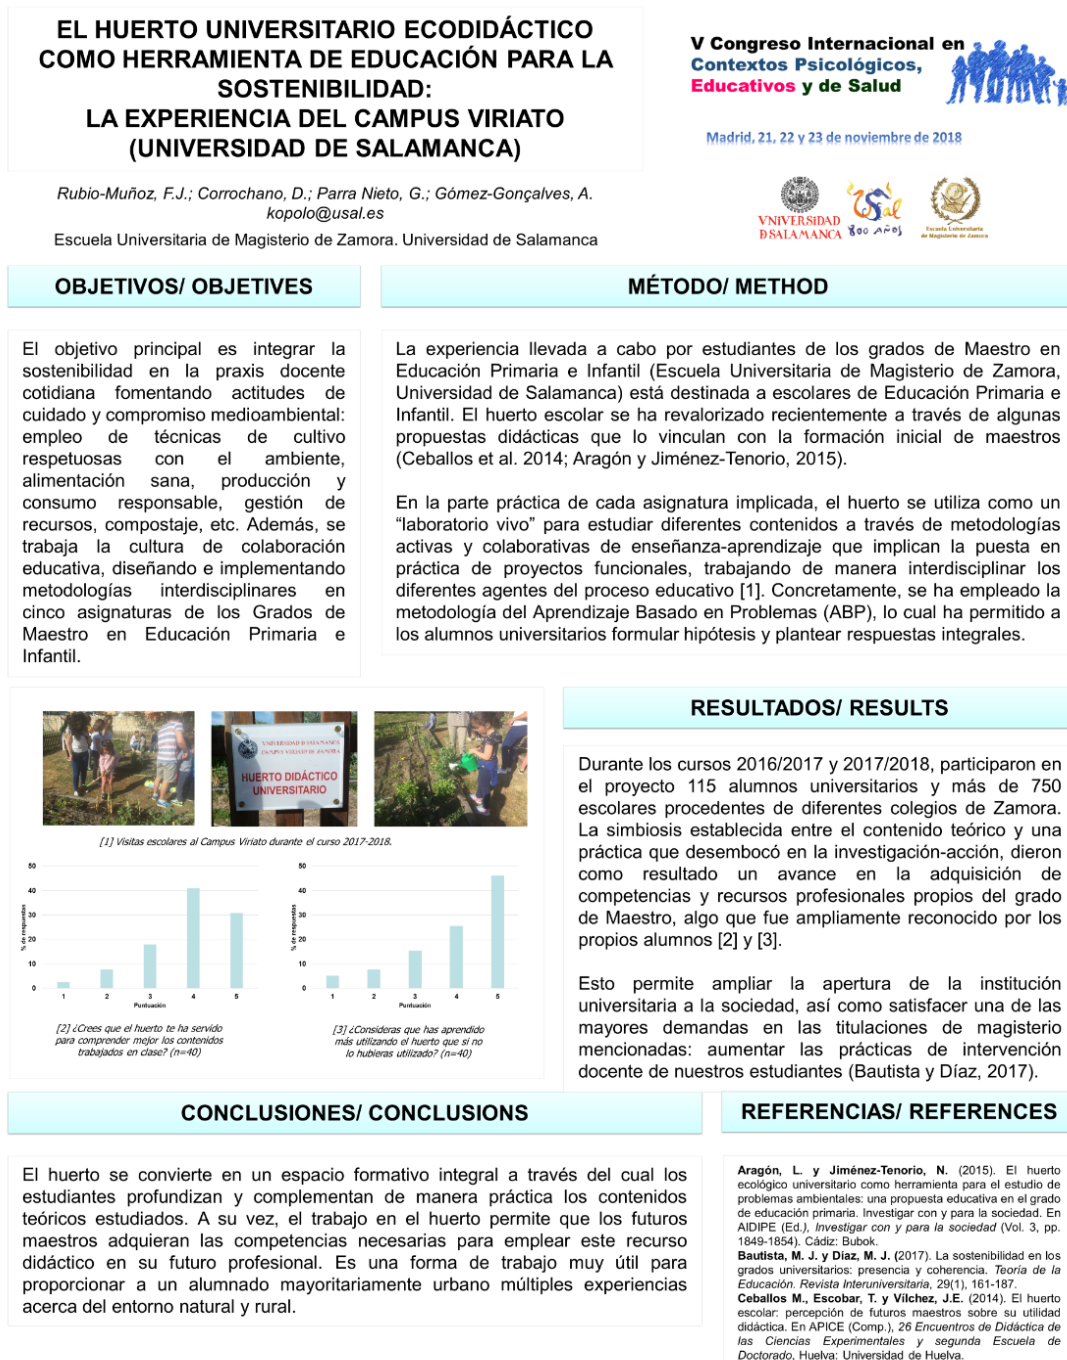 EL HUERTO UNIVERSITARIO ECODIDÁCTICO
COMO HERRAMIENTA DE EDUCACIÓN PARA LA
SOSTENIBILIDAD:
LA EXPERIENCIA DEL CAMPUS VIRIATO
(UNIVERSIDAD DE SALAMANCA)
Rubio-Muñoz, F.J.; Corrochano, D.; Parra Nieto, G.; Gómez-Gonçalves, A.
kopolo@usal.es
Escuela Universitaria de Magisterio de Zamora. Universidad de Salamanca
V Congreso Internacional en
Contextos Psicológicos,
Educativos y de Salud
Madrid, 21, 22 y 23 de noviembre de 2018
VNIVERSIDAD
D SALAMANCA
USal
800 AÑOS
Escuela Universitaria
de Magisterio de Zamora
OBJETIVOS/ OBJETIVES
El objetivo principal es integrar la
sostenibilidad en la praxis docente
cotidiana fomentando actitudes de
cuidado y compromiso medioambiental:
empleo de técnicas de cultivo
respetuosas con el ambiente,
alimentación sana, producción y
consumo responsable, gestión de
recursos, compostaje, etc. Además, se
trabaja la cultura de colaboración
educativa, diseñando e implementando
metodologías interdisciplinares en
cinco asignaturas de los Grados de
Maestro en Educación Primaria e
Infantil.
MÉTODO/ METHOD
La experiencia llevada a cabo por estudiantes de los grados de Maestro en
Educación Primaria e Infantil (Escuela Universitaria de Magisterio de Zamora,
Universidad de Salamanca) está destinada a escolares de Educación Primaria e
Infantil. El huerto escolar se ha revalorizado recientemente a través de algunas
propuestas didácticas que lo vinculan con la formación inicial de maestros
(Ceballos et al. 2014; Aragón y Jiménez-Tenorio, 2015).
En la parte práctica de cada asignatura implicada, el huerto se utiliza como un
“laboratorio vivo” para estudiar diferentes contenidos a través de metodologías
activas y colaborativas de enseñanza-aprendizaje que implican la puesta en
práctica de proyectos funcionales, trabajando de manera interdisciplinar los
diferentes agentes del proceso educativo [1]. Concretamente, se ha empleado la
metodología del Aprendizaje Basado en Problemas (ABP), lo cual ha permitido a
los alumnos universitarios formular hipótesis y plantear respuestas integrales.
VNIVERSIDAD D SALAMANCA
CAMPUS VIRIATO DE ZAMORA
HUERTO DIDÁCTICO
UNIVERSITARIO
[1] Visitas escolares al Campus Viriato durante el curso 2017-2018.
% de respuestas
50
40
30
20
10
0
1 2 3 4 5
Puntuación
[2] ¿Crees que el huerto te ha servido
para comprender mejor los contenidos
trabajados en clase? (n=40)
% de respuestas
50
40
30
20
10
0
1 2 3 4 5
Puntuación
[3] ¿Consideras que has aprendido
más utilizando el huerto que si no
lo hubieras utilizado? (n=40)
RESULTADOS/ RESULTS
Durante los cursos 2016/2017 y 2017/2018, participaron en
el proyecto 115 alumnos universitarios y más de 750
escolares procedentes de diferentes colegios de Zamora.
La simbiosis establecida entre el contenido teórico y una
práctica que desembocó en la investigación-acción, dieron
como resultado un avance en la adquisición de
competencias y recursos profesionales propios del grado
de Maestro, algo que fue ampliamente reconocido por los
propios alumnos [2] y [3].
Esto permite ampliar la apertura de la institución
universitaria a la sociedad, así como satisfacer una de las
mayores demandas en las titulaciones de magisterio
mencionadas: aumentar las prácticas de intervención
docente de nuestros estudiantes (Bautista y Díaz, 2017).
CONCLUSIONES/ CONCLUSIONS
El huerto se convierte en un espacio formativo integral a través del cual los
estudiantes profundizan y complementan de manera práctica los contenidos
teóricos estudiados. A su vez, el trabajo en el huerto permite que los futuros
maestros adquieran las competencias necesarias para emplear este recurso
didáctico en su futuro profesional. Es una forma de trabajo muy útil para
proporcionar a un alumnado mayoritariamente urbano múltiples experiencias
acerca del entorno natural y rural.
REFERENCIAS/ REFERENCES
Aragón, L. y Jiménez-Tenorio, N. (2015). El huerto
ecológico universitario como herramienta para el estudio de
problemas ambientales: una propuesta educativa en el grado
de educación primaria. Investigar con y para la sociedad. En
AIDIPE (Ed.), Investigar con y para la sociedad (Vol. 3, pp.
1849-1854). Cádiz: Bubok.
Bautista, M. J. y Díaz, M. J. (2017). La sostenibilidad en los
grados universitarios: presencia y coherencia. Teoría de la
Educación. Revista Interuniversitaria, 29(1), 161-187.
Ceballos M., Escobar, T. y Vílchez, J.E. (2014). El huerto
escolar: percepción de futuros maestros sobre su utilidad
didáctica. En APICE (Comp.), 26 Encuentros de Didáctica de
las Ciencias Experimentales y segunda Escuela de
Doctorado, Huelva: Universidad de Huelva.